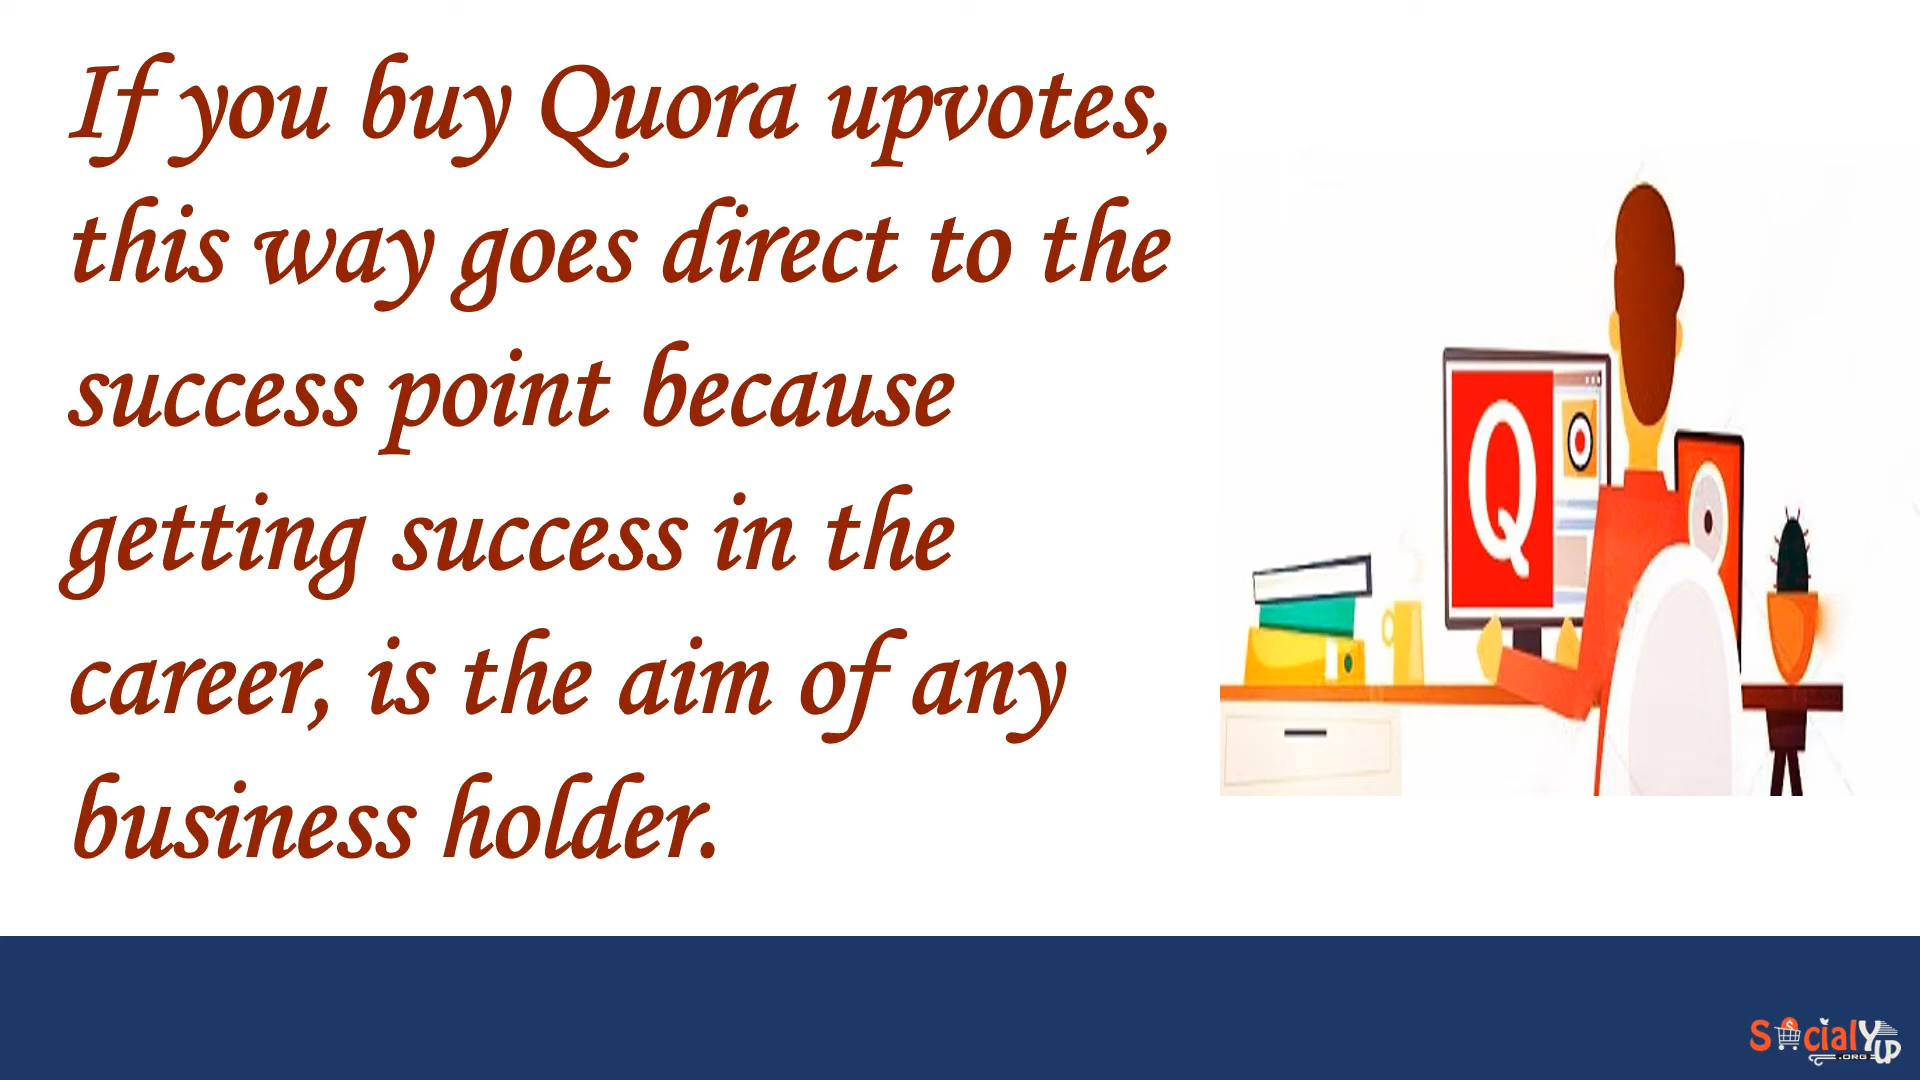 If you buy Quora upvotes,
this way goes direct to the
success point because
getting success in the
career, is the aim of any
business holder.
Q
SocialYup
.ORG